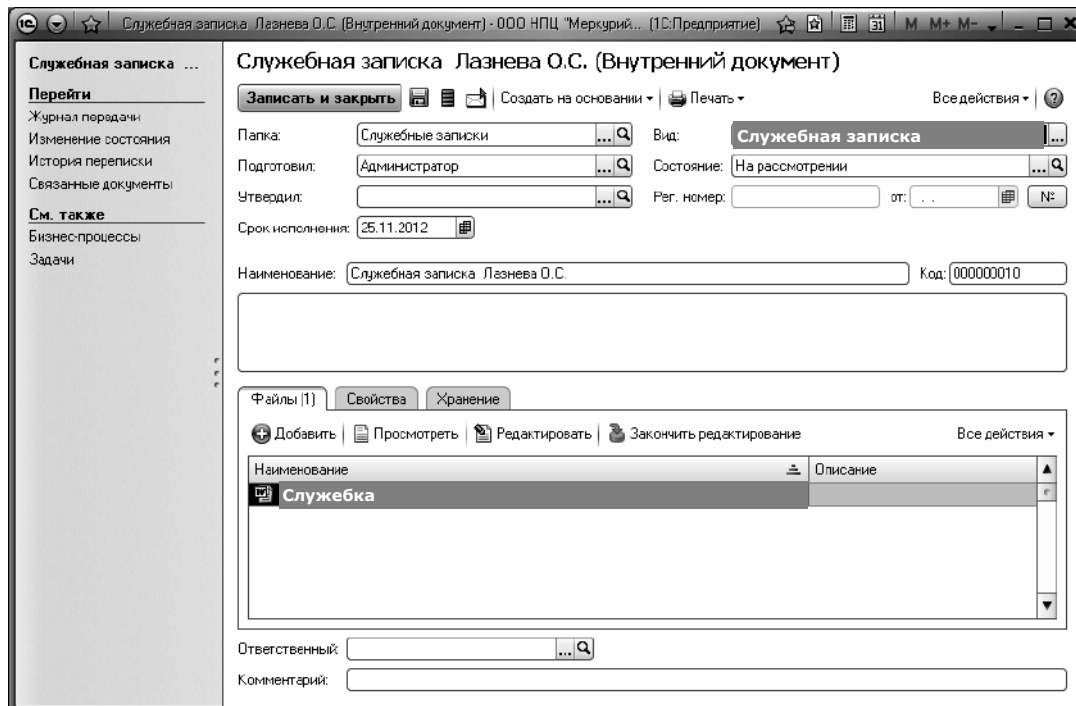 Служебная записка Лазнева О.С. (Внутренний документ) - ООО НПЦ "Меркурий... (1С:Предприятие) 31 M M+ M-
Служебная записка ...
Перейти
Журнал передачи
Изменение состояния
История переписки
Связанные документы
См. также
Бизнес-процессы
Задачи
Служебная записка Лазнева О.С. (Внутренний документ)
Записать и закрыть Создать на основании Печать Все действия ?
Папка: Служебные записки ... Вид: Служебная записка ...
Подготовил: Администратор ... Состояние: На рассмотрении ...
Утвердил: ... Рег. номер: от: . . №
Срок исполнения: 25.11.2012
Наименование: Служебная записка Лазнева О.С. Код: 000000010
Файлы (1) Свойства Хранение
Добавить Просмотреть Редактировать Закончить редактирование Все действия
Наименование Описание
Служебка
Ответственный: ...
Комментарий: